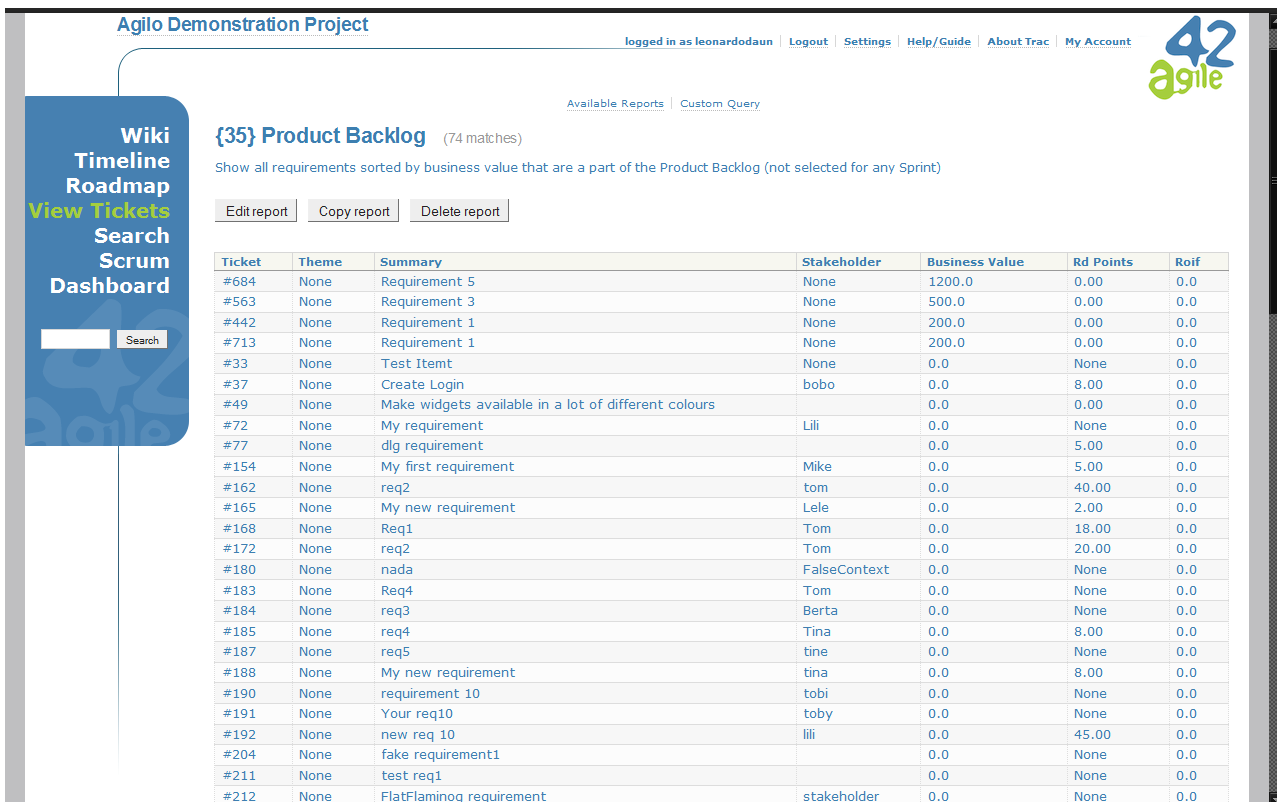 Agilo Demonstration Project
logged in as leonardodaun Logout Settings Help/Guide About Trac My Account
42
agile
Available Reports Custom Query
Wiki
Timeline
Roadmap
View Tickets
Search
Scrum
Dashboard
Search
42
agile
{35} Product Backlog (74 matches)
Show all requirements sorted by business value that are a part of the Product Backlog (not selected for any Sprint)
Edit report Copy report Delete report
Ticket Theme Summary Stakeholder Business Value Rd Points Roif
#684 None Requirement 5 None 1200.0 0.00 0.0
#563 None Requirement 3 None 500.0 0.00 0.0
#442 None Requirement 1 None 200.0 0.00 0.0
#713 None Requirement 1 None 200.0 0.00 0.0
#33 None Test Itemt None 0.0 None 0.0
#37 None Create Login bobo 0.0 8.00 0.0
#49 None Make widgets available in a lot of different colours 0.0 0.00 0.0
#72 None My requirement Lili 0.0 None 0.0
#77 None dlg requirement 0.0 5.00 0.0
#154 None My first requirement Mike 0.0 5.00 0.0
#162 None req2 tom 0.0 40.00 0.0
#165 None My new requirement Lele 0.0 2.00 0.0
#168 None Req1 Tom 0.0 18.00 0.0
#172 None req2 Tom 0.0 20.00 0.0
#180 None nada FalseContext 0.0 None 0.0
#183 None Req4 Tom 0.0 None 0.0
#184 None req3 Berta 0.0 None 0.0
#185 None req4 Tina 0.0 8.00 0.0
#187 None req5 tine 0.0 None 0.0
#188 None My new requirement tina 0.0 8.00 0.0
#190 None requirement 10 tobi 0.0 None 0.0
#191 None Your req10 toby 0.0 None 0.0
#192 None new req 10 lili 0.0 45.00 0.0
#204 None fake requirement1 0.0 None 0.0
#211 None test req1 0.0 None 0.0
#212 None FlatFlaminog requirement stakeholder 0.0 None 0.0